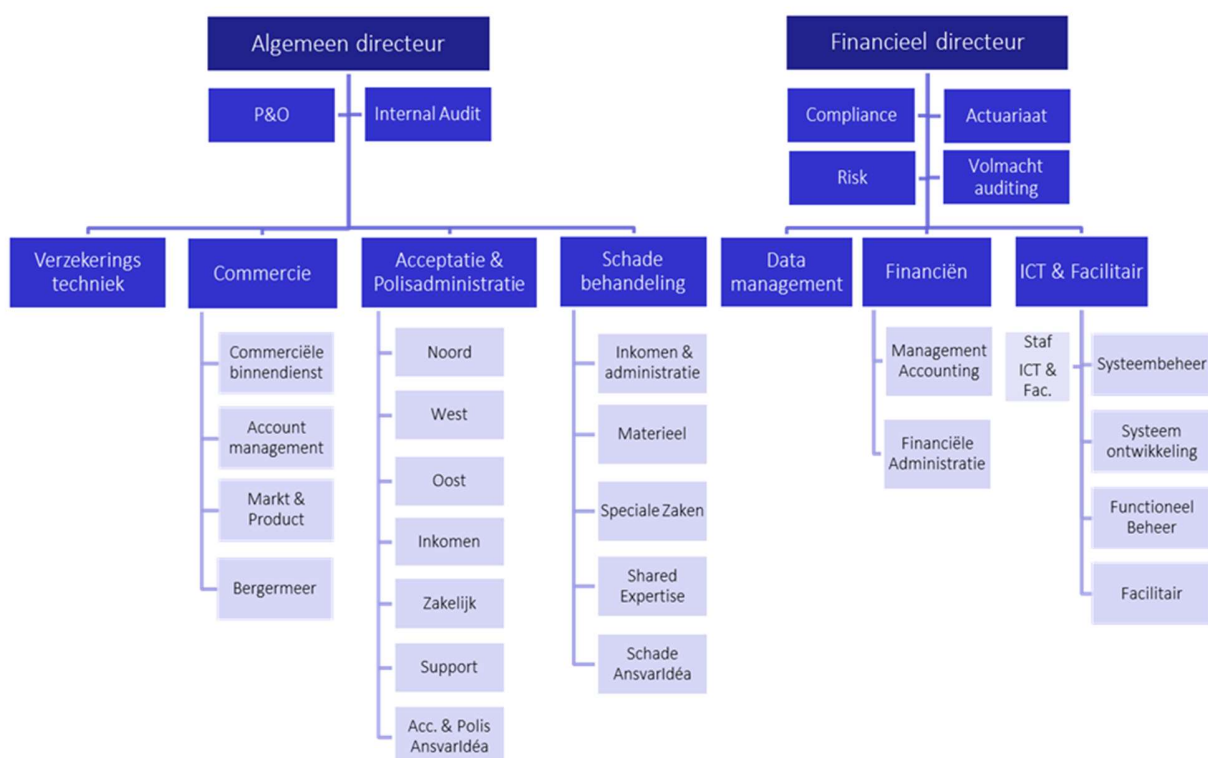 Algemeen directeur
P&O
Internal Audit
Verzekerings
techniek
Commercie
Acceptatie &
Polisadministratie
Schade
behandeling
Commerciële
binnendienst
Account
management
Markt &
Product
Bergermeer
Noord
West
Oost
Inkomen
Zakelijk
Support
Acc. & Polis
AnsvarIdéa
Inkomen &
administratie
Materieel
Speciale Zaken
Shared
Expertise
Schade
AnsvarIdéa
Financieel directeur
Compliance
Actuariaat
Risk
Volmacht
auditing
Data
management
Financiën
ICT & Facilitair
Management
Accounting
Financiële
Administratie
Staf
ICT &
Fac.
Systeembeheer
Systeem
ontwikkeling
Functioneel
Beheer
Facilitair